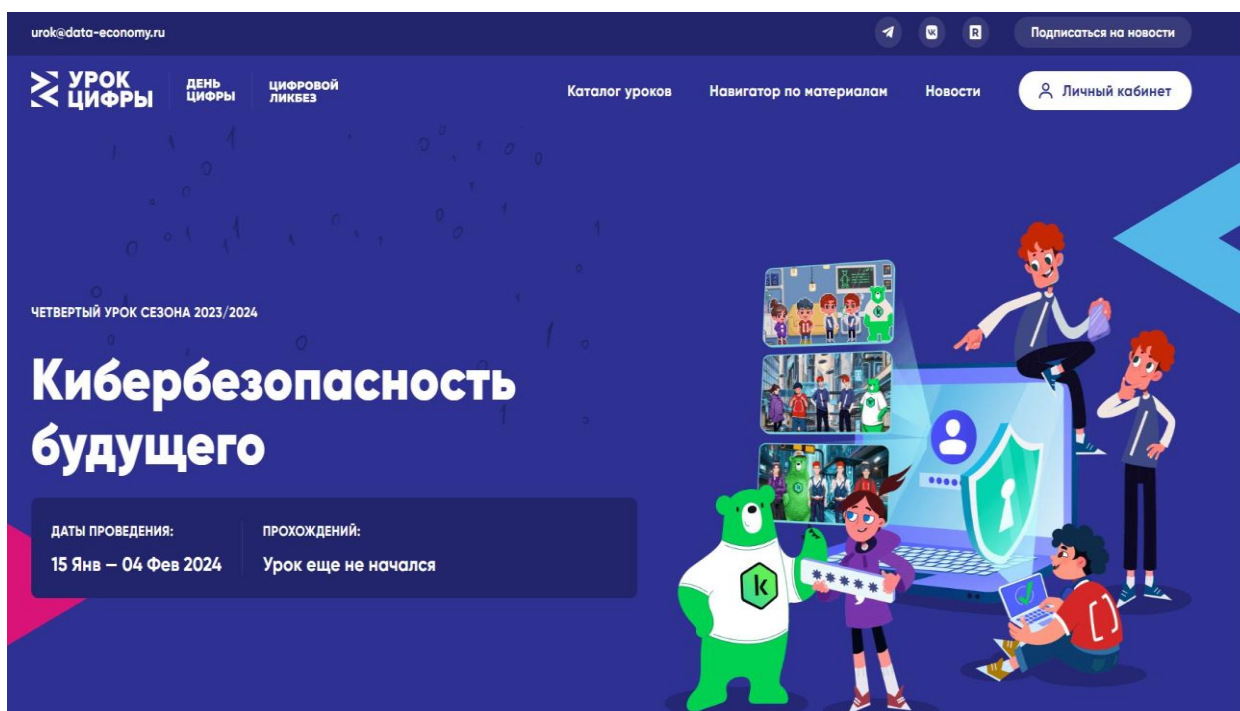 urok@data-economy.ru
R
Подписаться на новости
УРОК
ЦИФРЫ
ДЕНЬ
ЦИФРЫ
ЦИФРОВОЙ
ЛИКБЕЗ
Каталог уроков
Навигатор по материалам
Новости
Личный кабинет
ЧЕТВЕРТЫЙ УРОК СЕЗОНА 2023/2024
Кибербезопасность
будущего
ДАТЫ ПРОВЕДЕНИЯ:
15 Янв – 04 Фев 2024
ПРОХОЖДЕНИЙ:
Урок еще не начался
k
*****